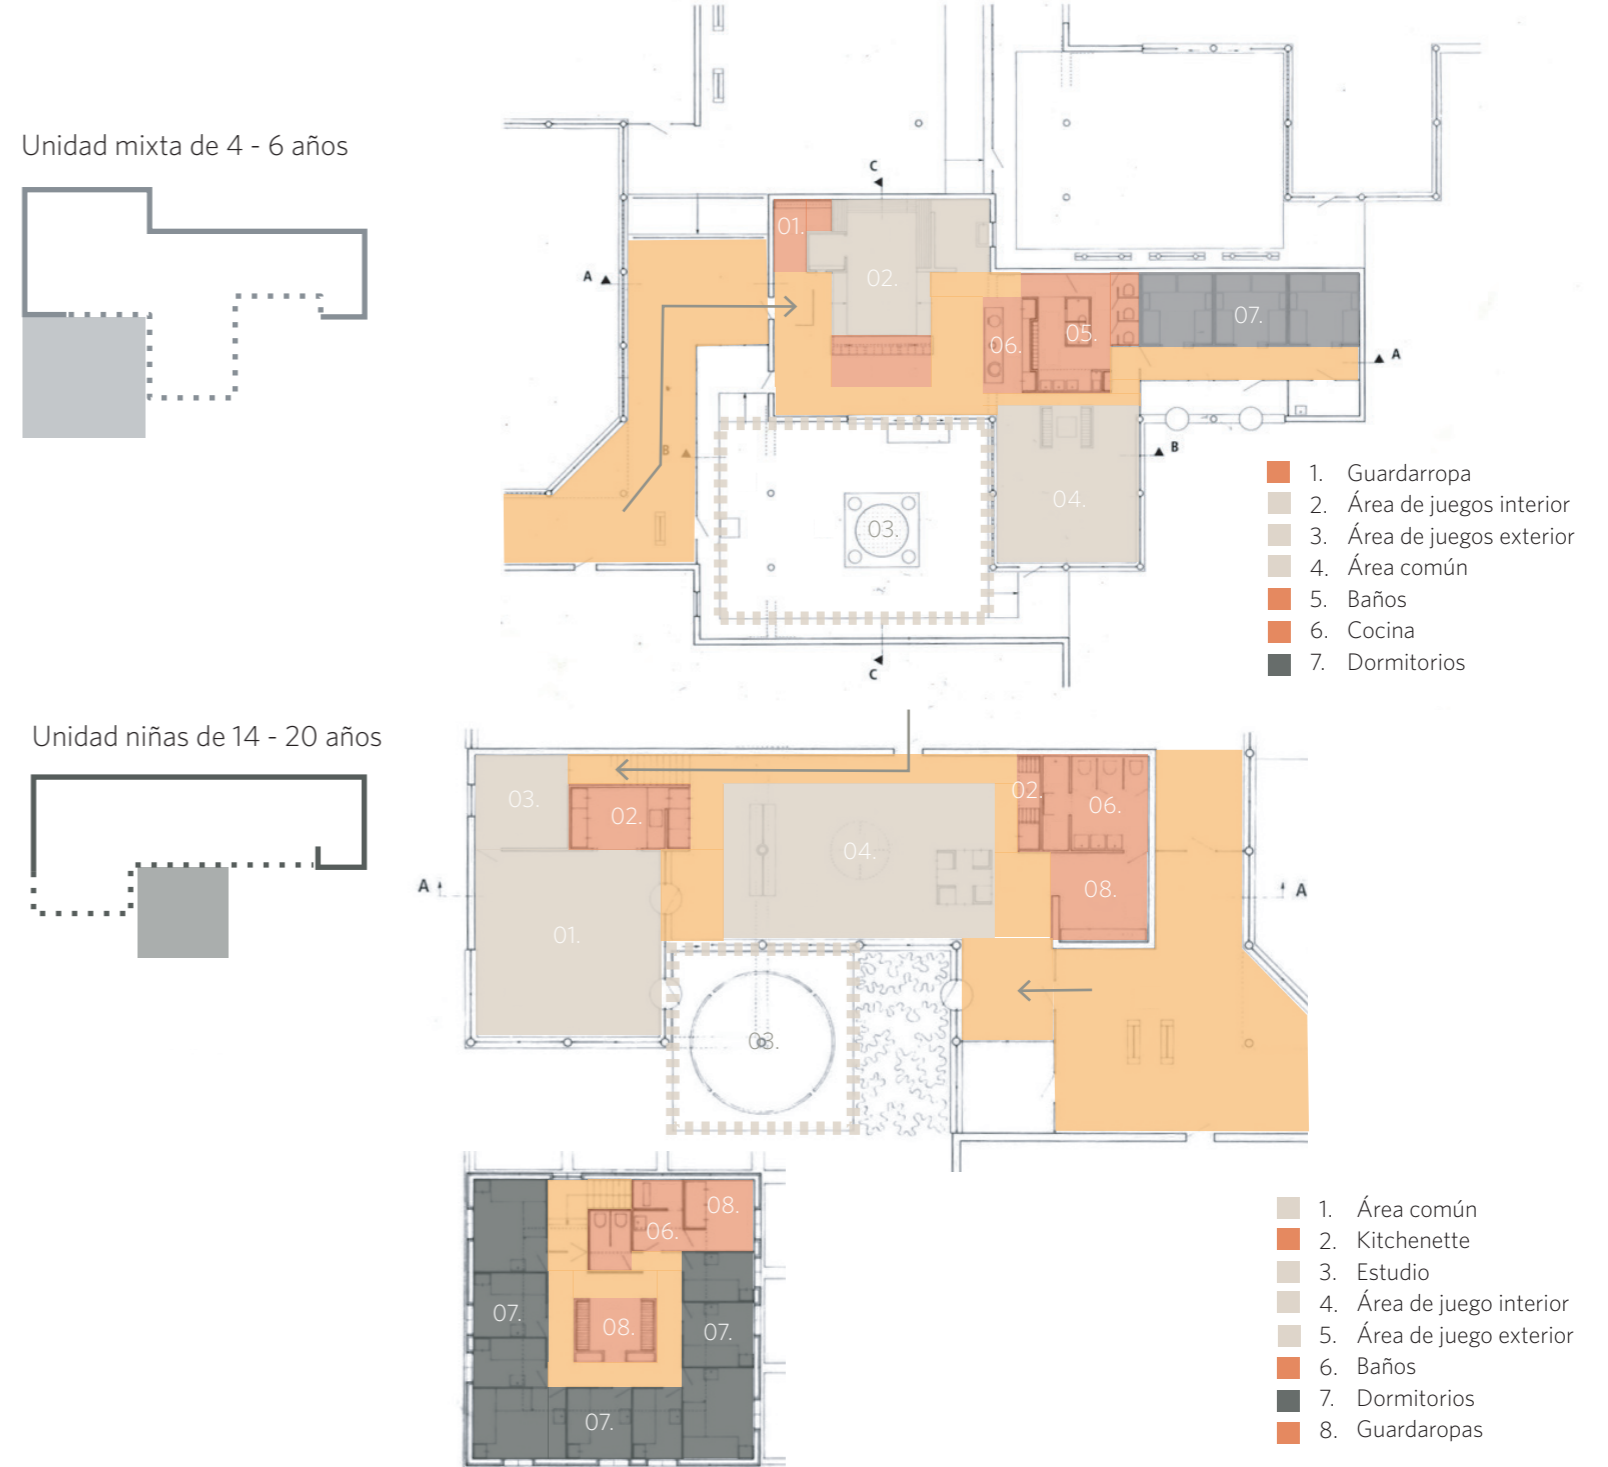 Unidad mixta de 4 - 6 años
C
01.
02.
A
06.
05.
07.
A
B
B
04.
03.
C
1. Guardarropa
2. Área de juegos interior
3. Área de juegos exterior
4. Área común
5. Baños
6. Cocina
7. Dormitorios
Unidad niñas de 14 - 20 años
03.
02.
02.
06.
04.
A
08.
A
01.
03.
08.
06.
07.
08.
07.
07.
1. Área común
2. Kitchenette
3. Estudio
4. Área de juego interior
5. Área de juego exterior
6. Baños
7. Dormitorios
8. Guardaropas